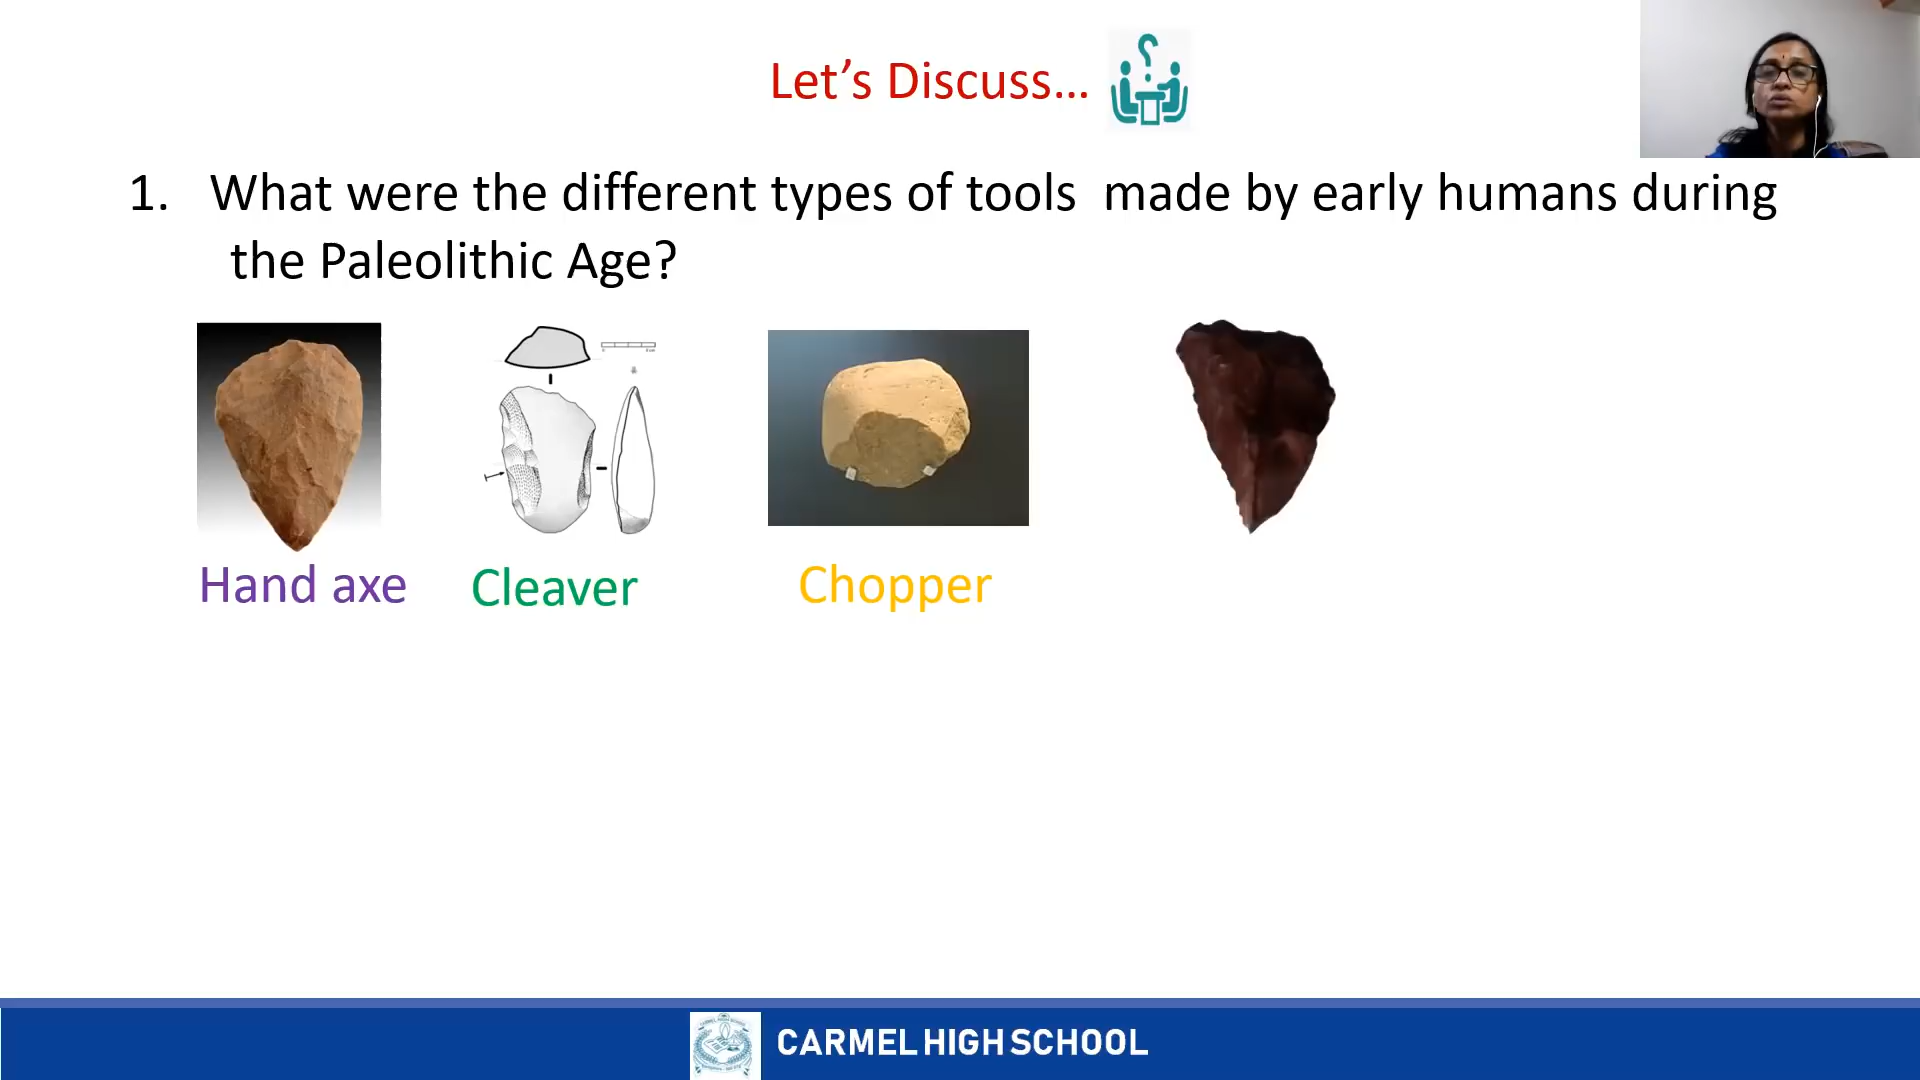 Let’s Discuss...
1. What were the different types of tools made by early humans during
the Paleolithic Age?
Hand axe
Cleaver
Chopper
CARMEL HIGH SCHOOL